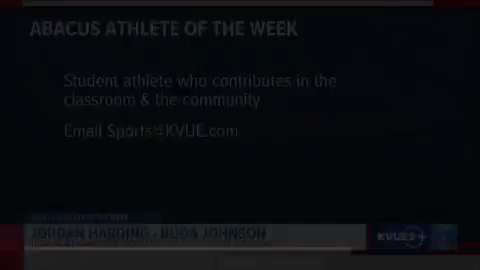 ABACUS ATHLETE OF THE WEEK
Student athlete who contributes in the
classroom & the community
Email Sports@KVUE.com
JORDAN HARDING - BUDA JOHNSON
KVUE